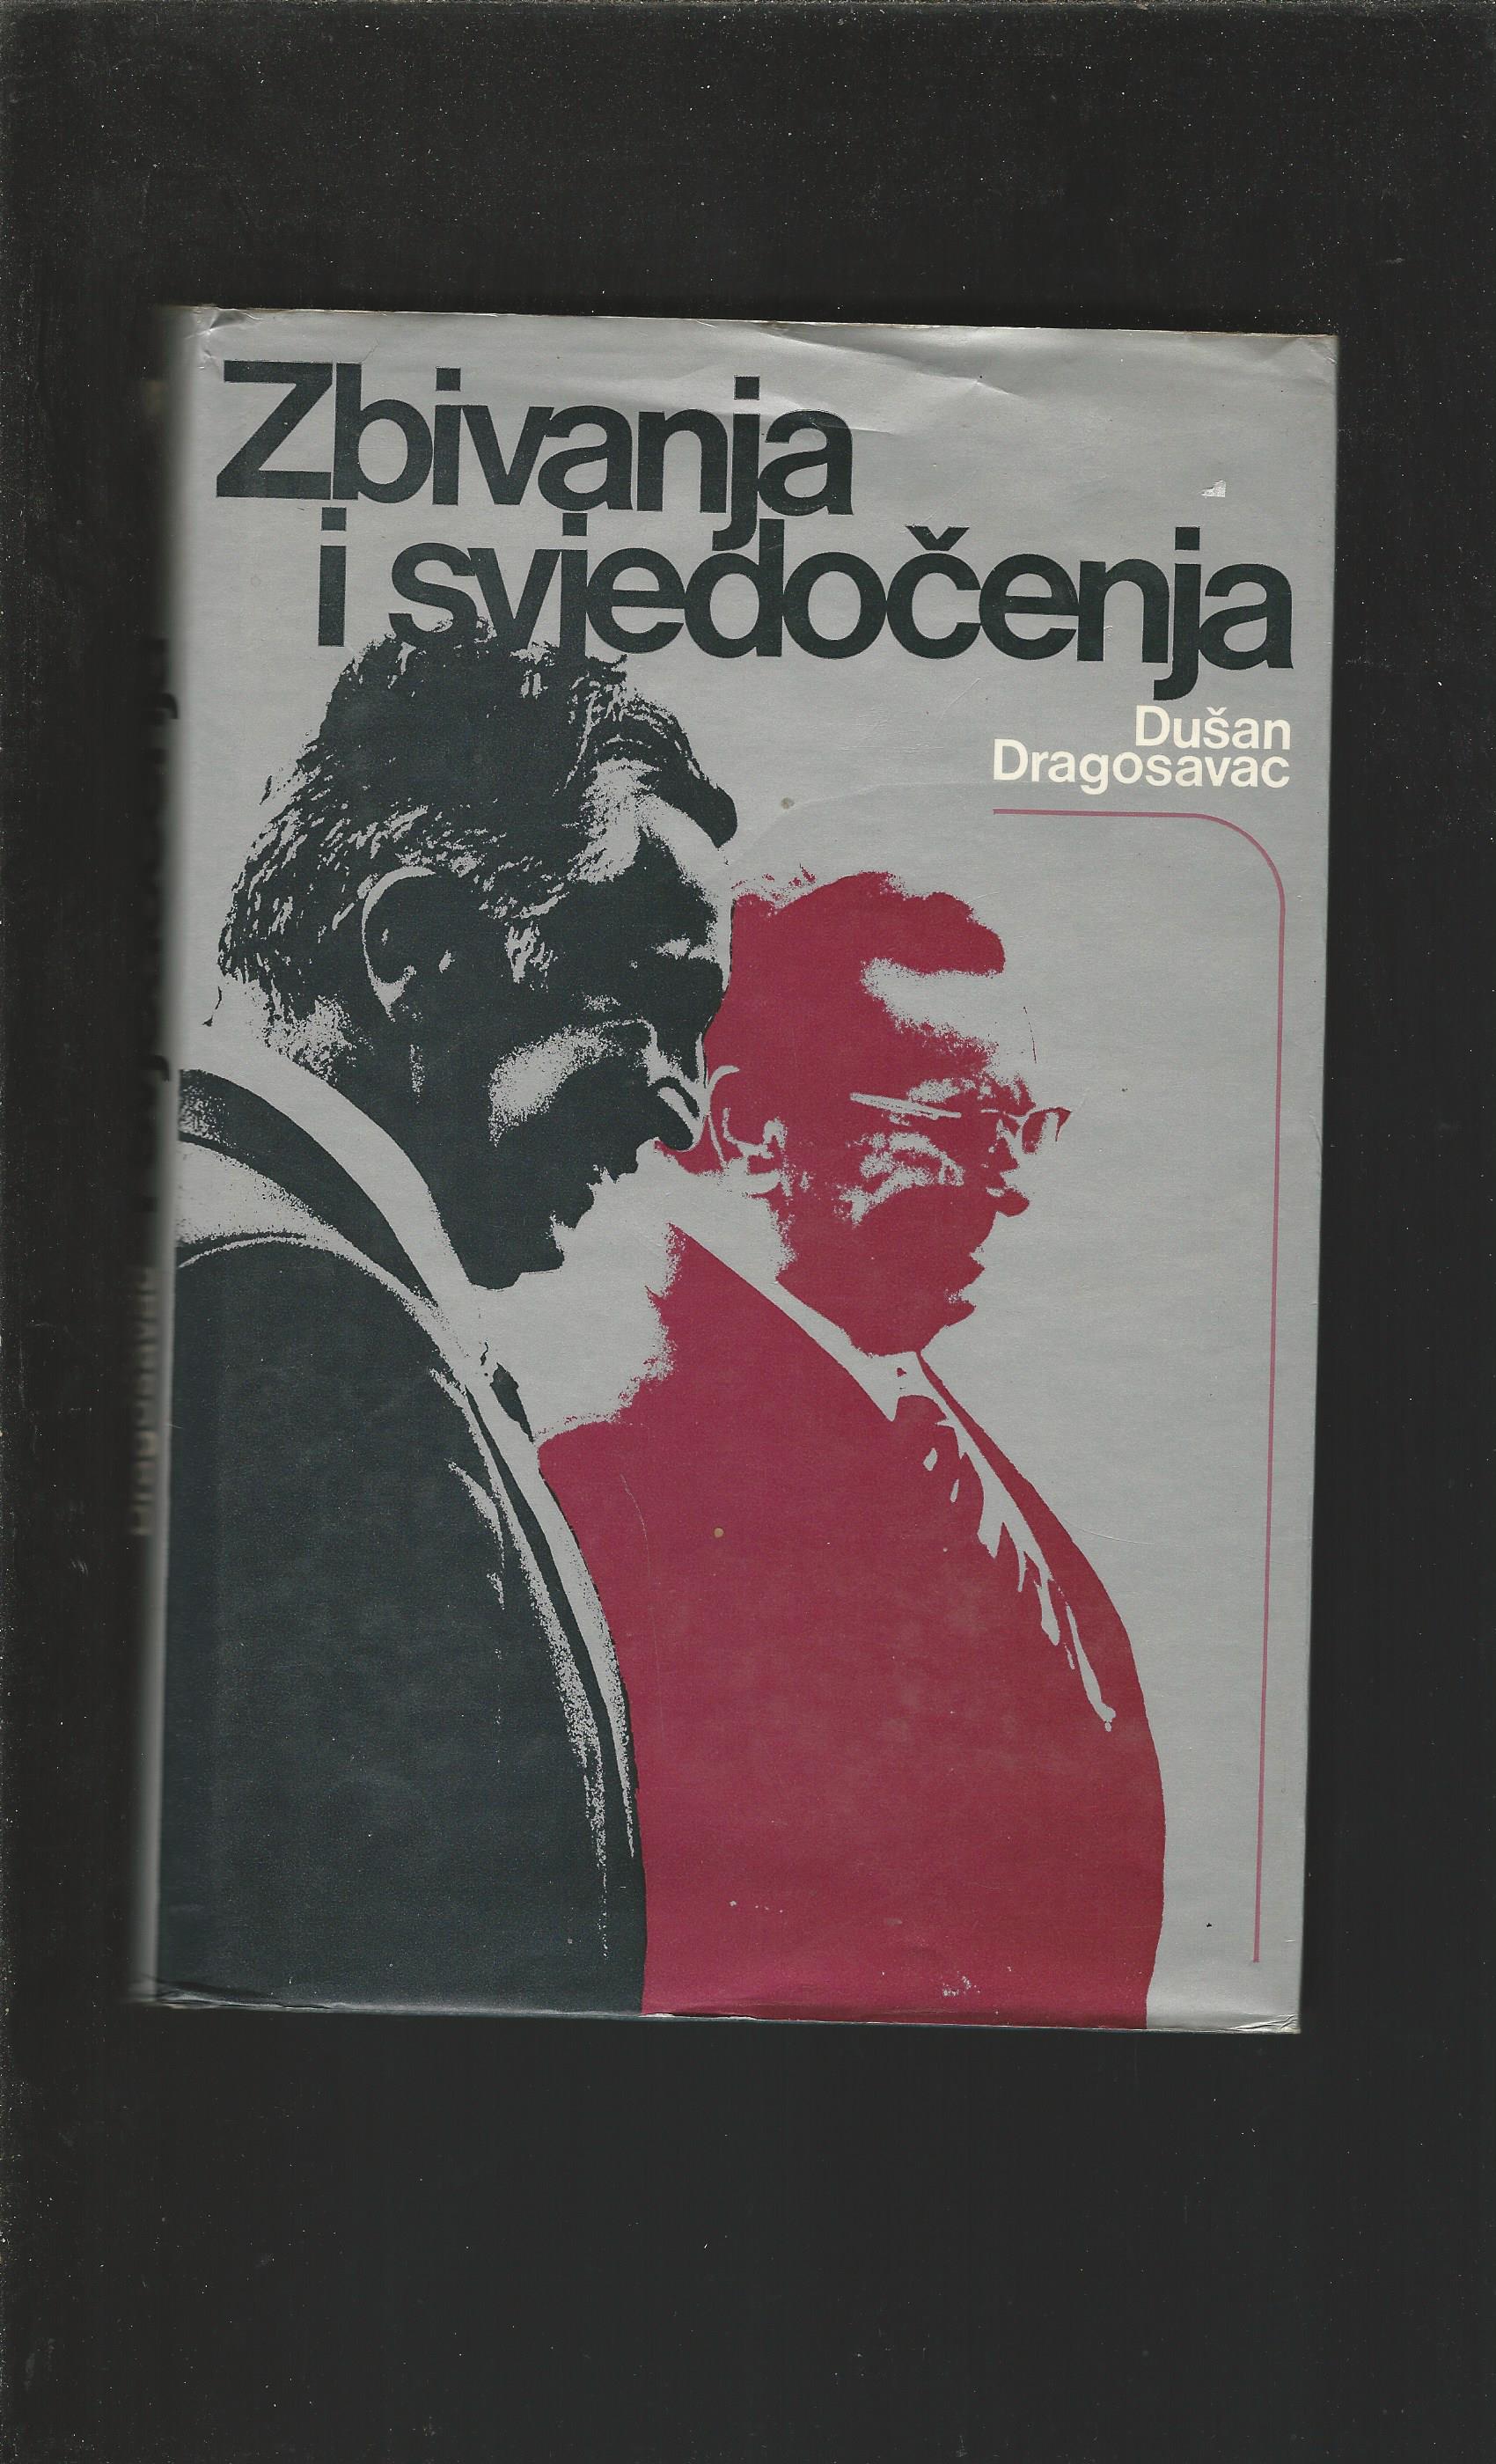 Zbivanja
i svjedočenja
Dušan
Dragosavac